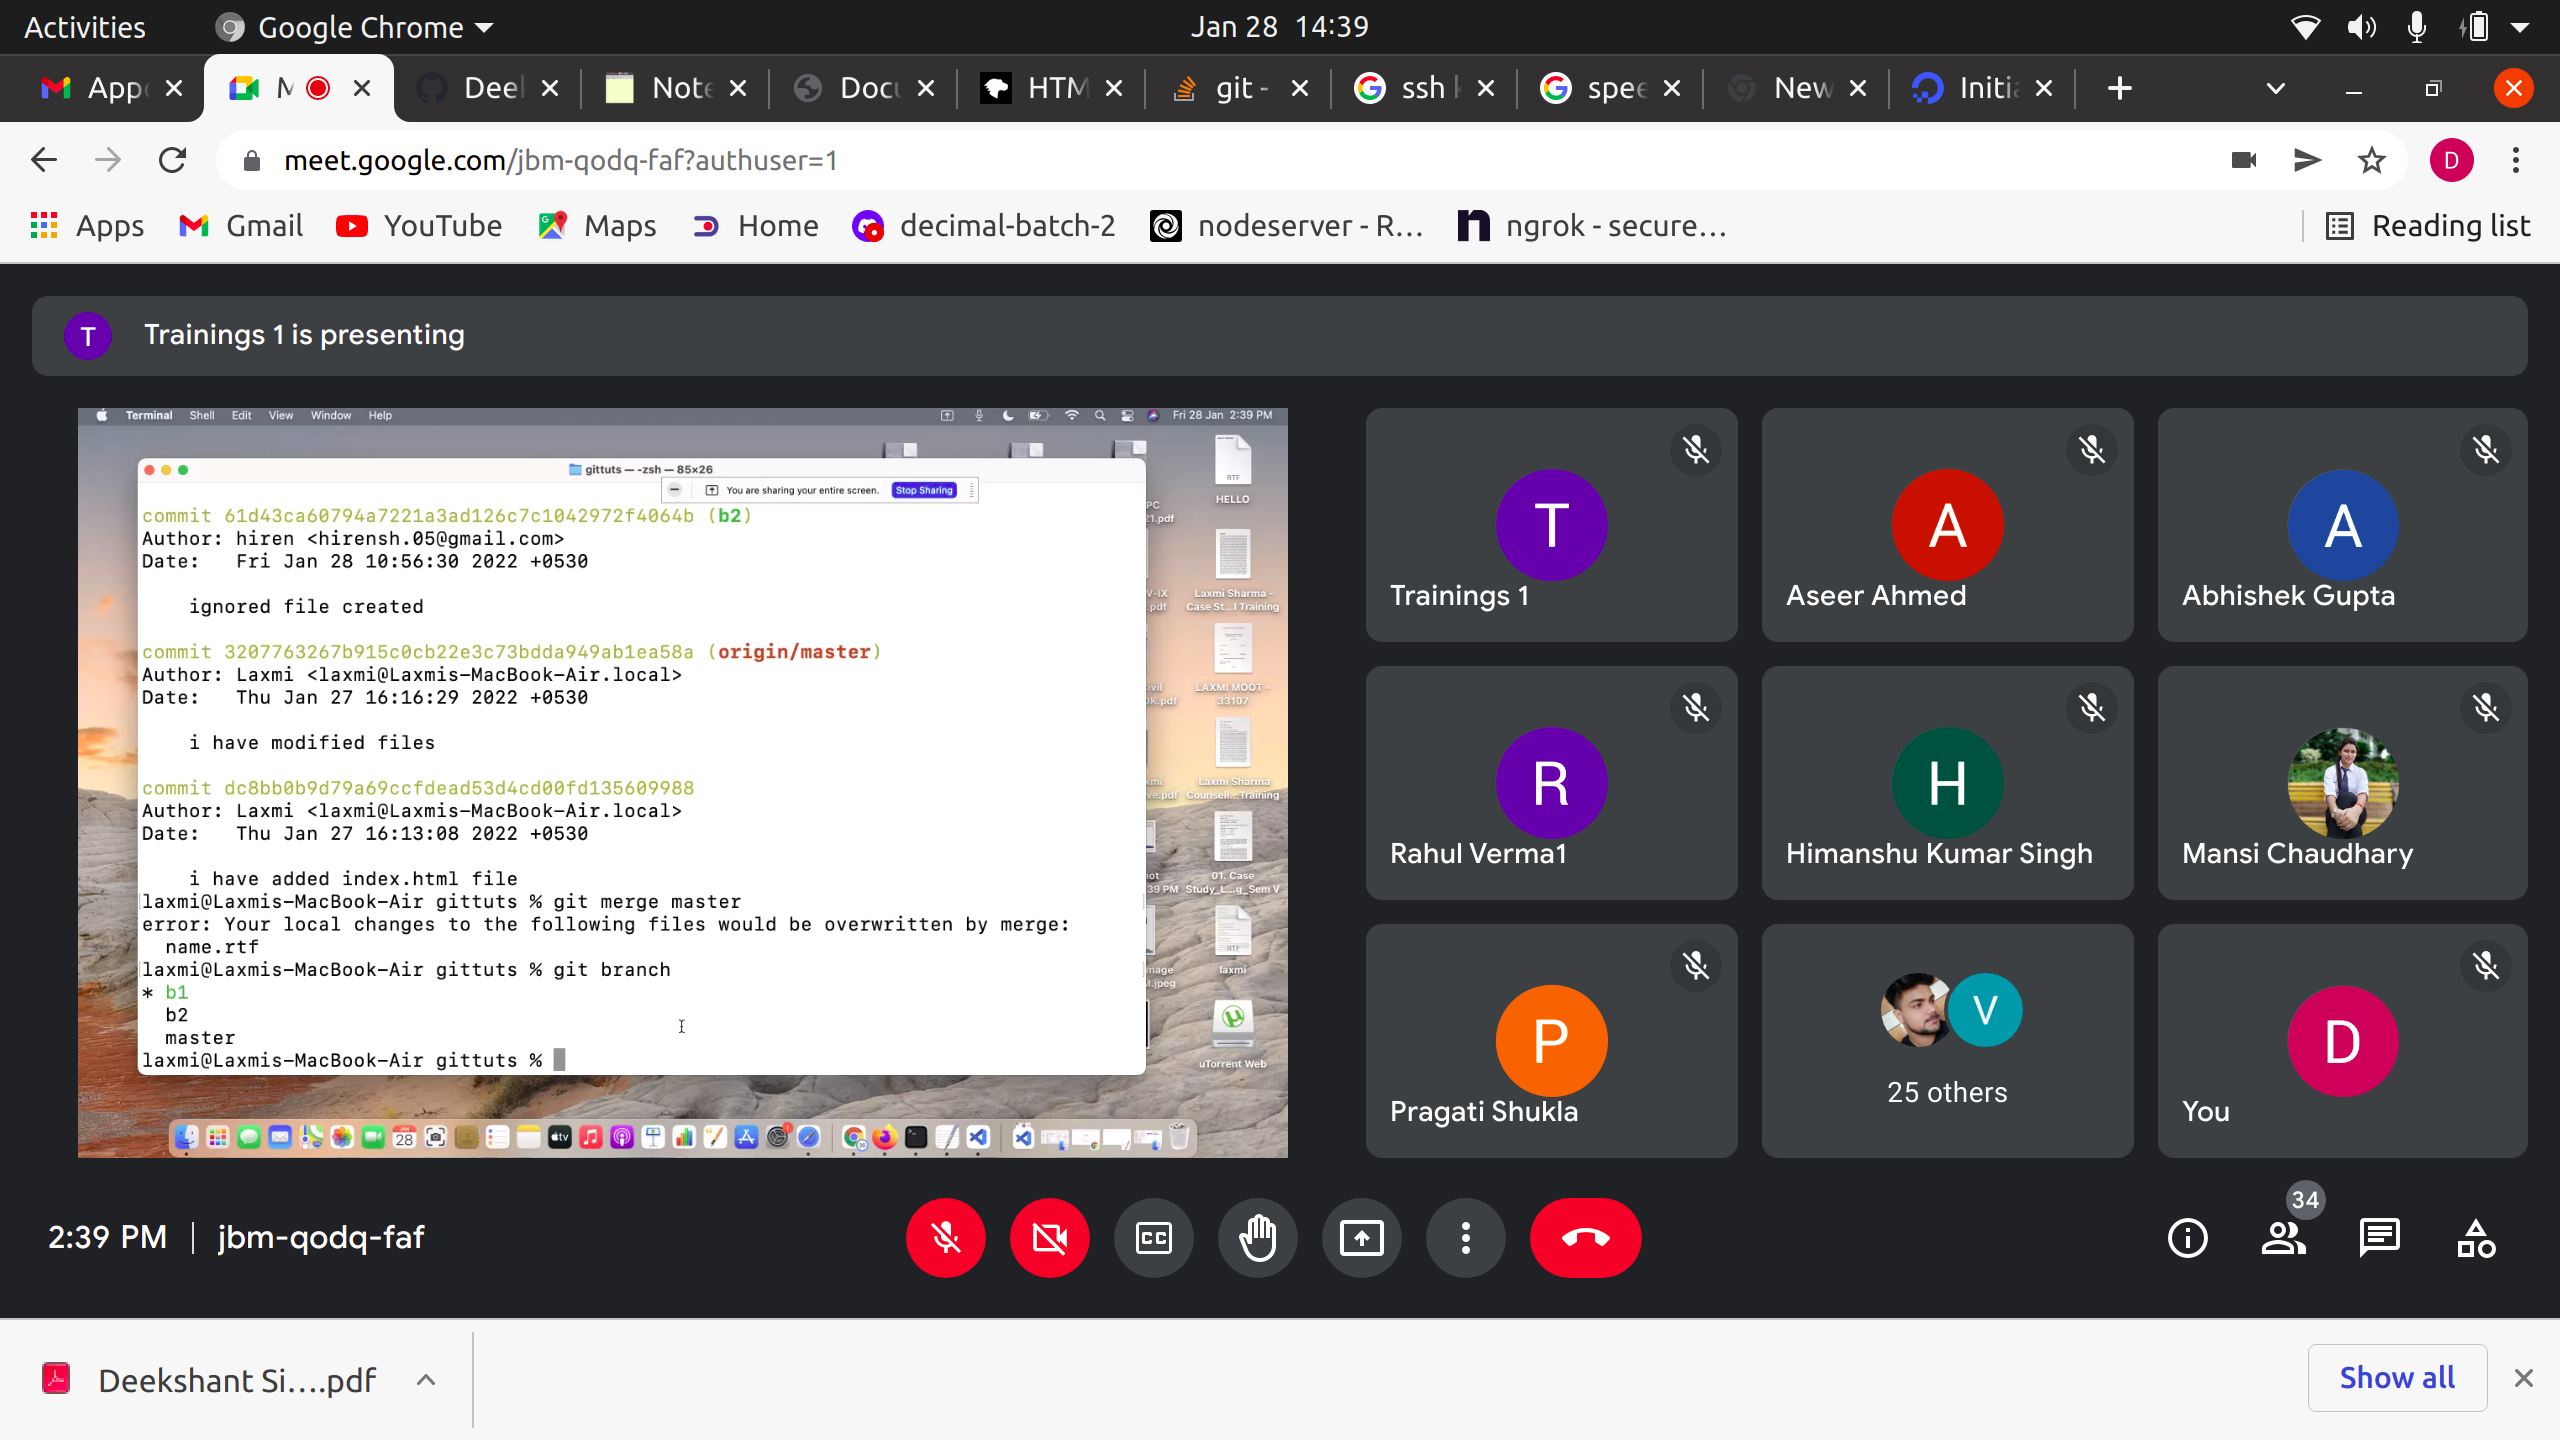 Activities
Google Chrome
Jan 28 14:39
App
M
Deel
Note
Docu
HTM
git -
ssh k
spee
New
Initia
meet.google.com/jbm-qodq-faf?authuser=1
D
Apps
Gmail
YouTube
Maps
Home
decimal-batch-2
nodeserver - R...
ngrok - secure...
Reading list
T
Trainings 1 is presenting
Terminal Shell Edit View Window Help
Fri 28 Jan 2:39 PM
gittuts — -zsh — 85×26
You are sharing your entire screen. Stop Sharing
commit 61d43ca60794a7221a3ad126c7c1042972f4064b (b2)
Author: hiren <hirensh.05@gmail.com>
Date:   Fri Jan 28 10:56:30 2022 +0530
ignored file created
commit 3207763267b915c0cb22e3c73bdda949ab1ea58a (origin/master)
Author: Laxmi <laxmi@Laxmis-MacBook-Air.local>
Date:   Thu Jan 27 16:16:29 2022 +0530
i have modified files
commit dc8bb0b9d79a69ccfdead53d4cd00fd135609988
Author: Laxmi <laxmi@Laxmis-MacBook-Air.local>
Date:   Thu Jan 27 16:13:08 2022 +0530
i have added index.html file
laxmi@Laxmis-MacBook-Air gittuts % git merge master
error: Your local changes to the following files would be overwritten by merge:
name.rtf
laxmi@Laxmis-MacBook-Air gittuts % git branch
* b1
b2
master
laxmi@Laxmis-MacBook-Air gittuts %
RTF
HELLO
Laxmi Sharma -
Case St...l Training
LAXMI MOOT -
33107
Laxmi Sharma
Counsell...Training
01. Case
Study_L...g_Sem V
RTF
laxmi
uTorrent Web
JAN
28
tv
T
Trainings 1
A
Aseer Ahmed
A
Abhishek Gupta
R
Rahul Verma1
H
Himanshu Kumar Singh
Mansi Chaudhary
P
Pragati Shukla
V
25 others
D
You
2:39 PM | jbm-qodq-faf
CC
34
Deekshant Si....pdf
Show all